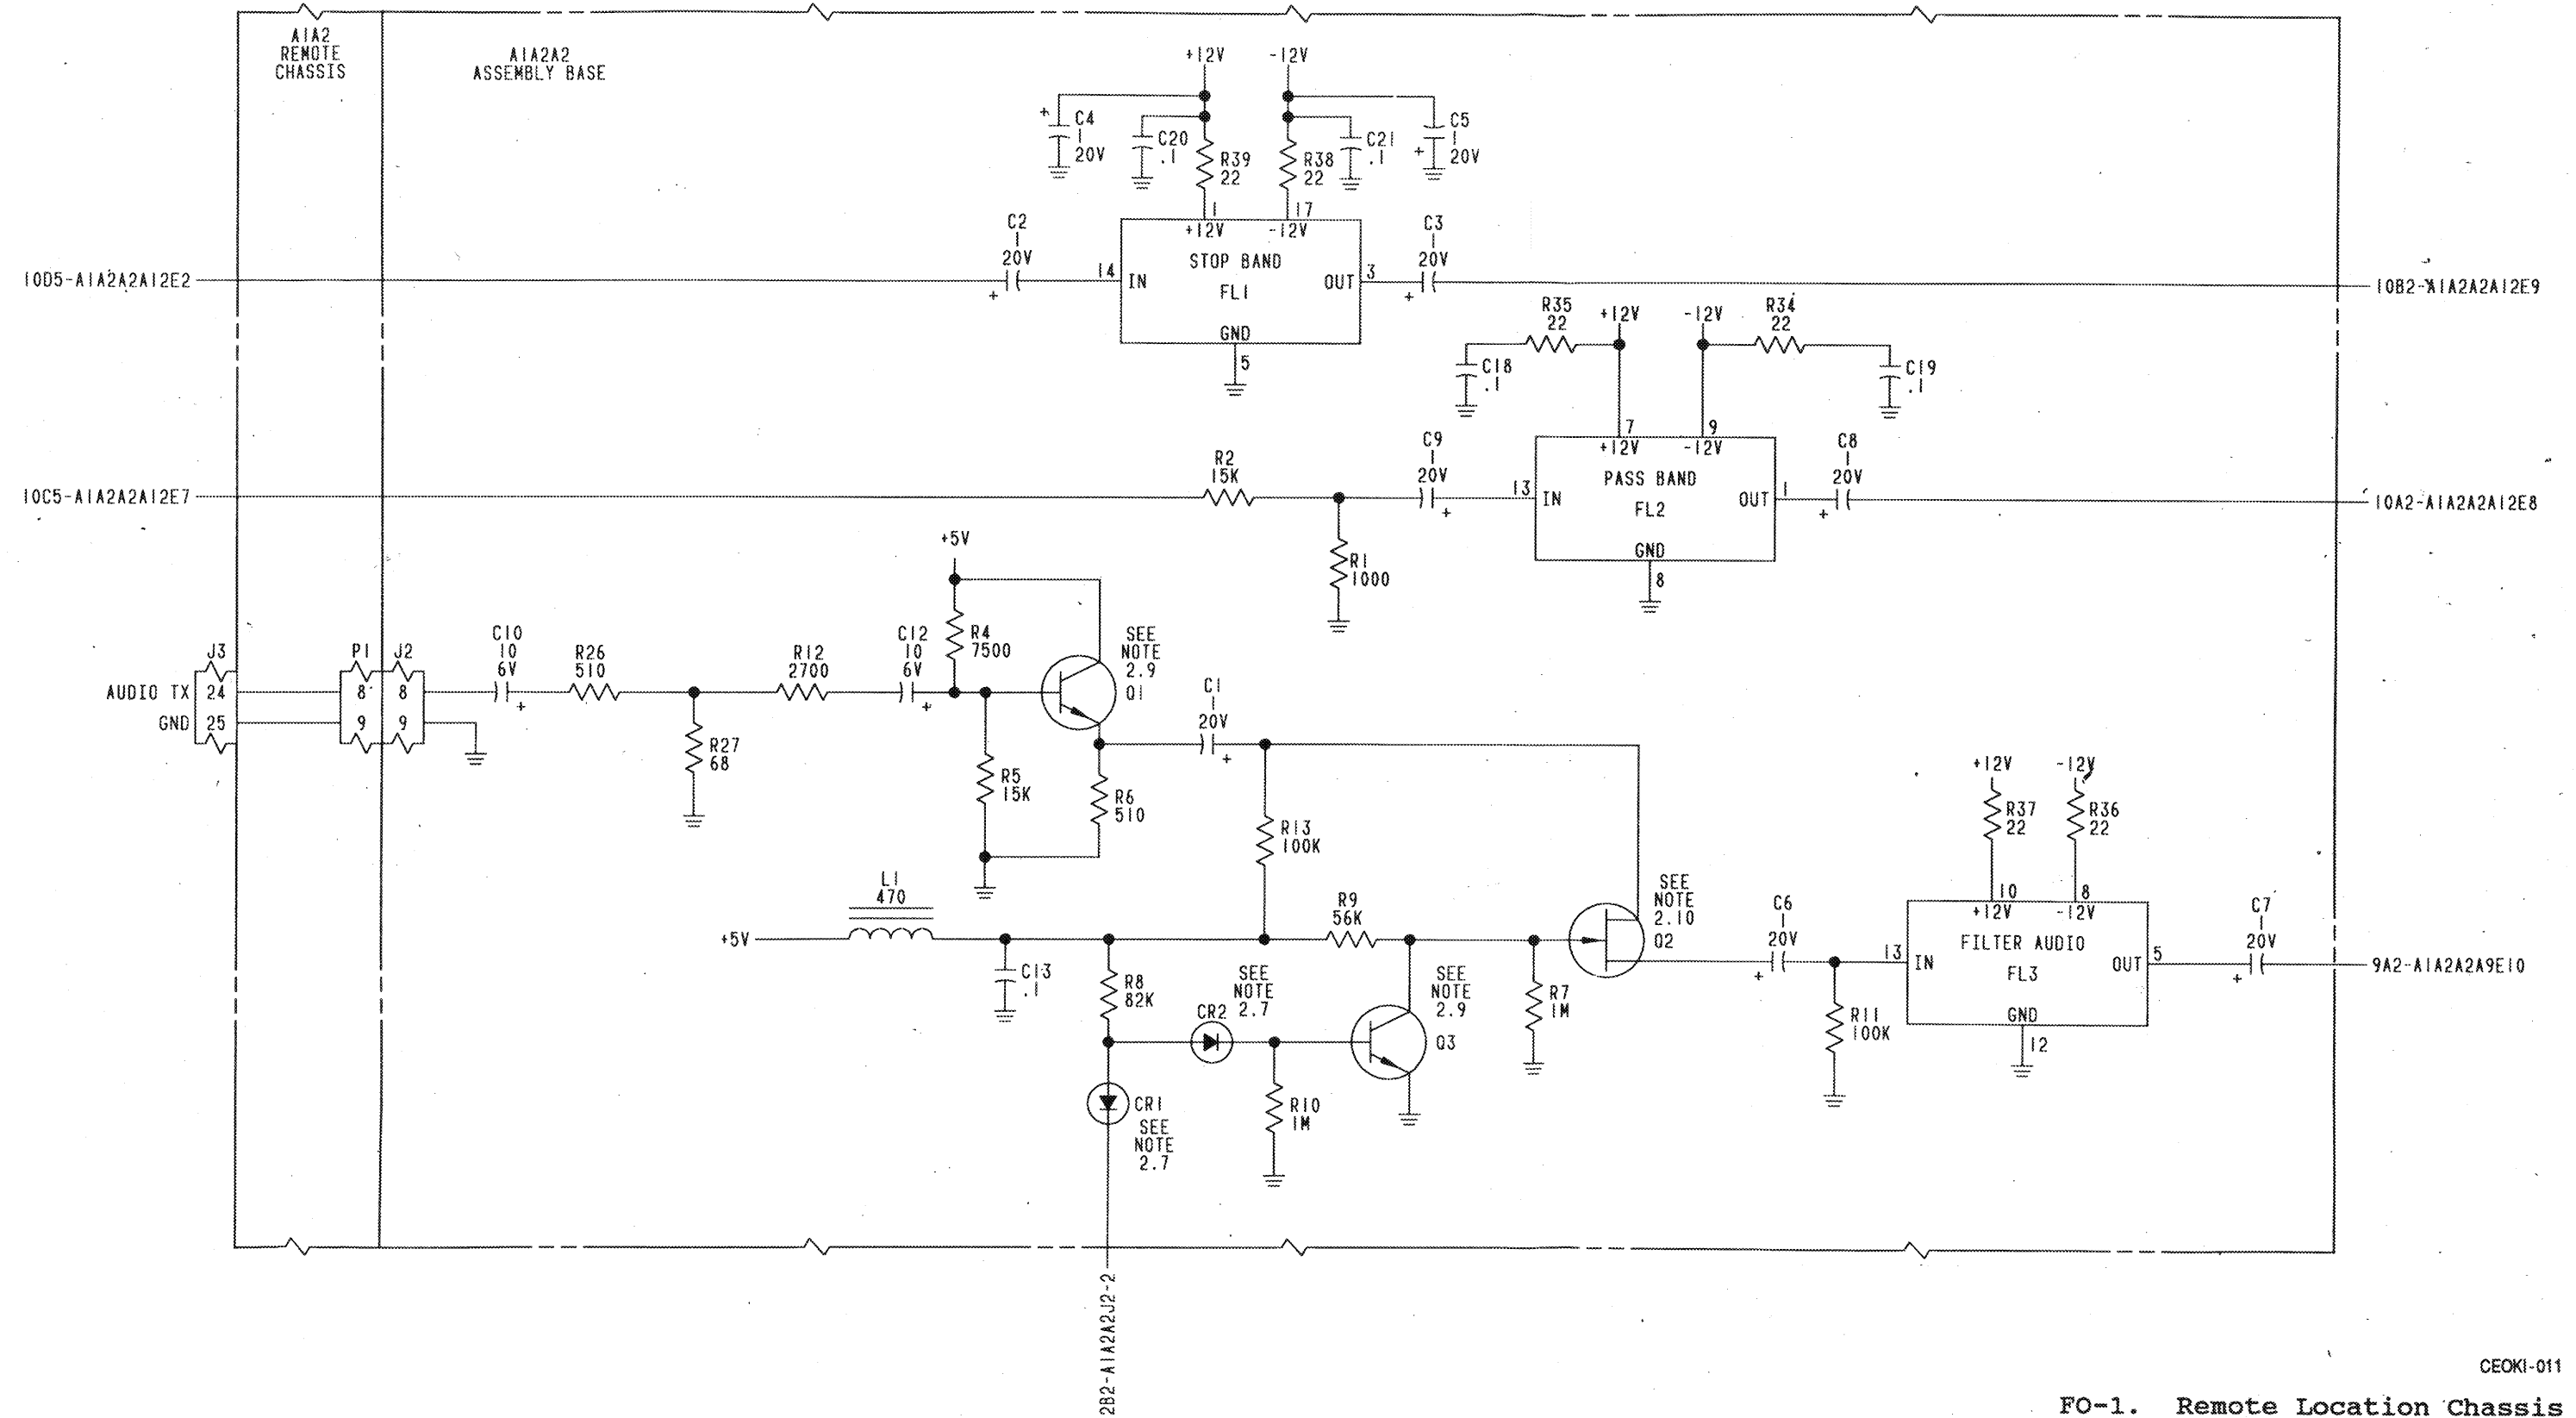 A1A2
REMOTE
CHASSIS
A1A2A2
ASSEMBLY BASE
+12V
-12V
+
C4
1
20V
C20
.1
R39
22
R38
22
C21
.1
C5
1
+
20V
1
17
+12V
-12V
C2
1
20V
+
14
IN
STOP BAND
FL1
OUT
3
GND
5
C3
1
20V
+
10D5-A1A2A2A12E2
10B2-A1A2A2A12E9
R35
22
+12V
-12V
R34
22
C18
.1
C19
.1
7
9
+12V
-12V
R2
15K
C9
1
20V
+
13
IN
PASS BAND
FL2
OUT
1
GND
8
C8
1
20V
+
10C5-A1A2A2A12E7
10A2-A1A2A2A12E8
R1
1000
+5V
J3
P1
J2
AUDIO TX
24
8
8
GND
25
9
9
C10
10
6V
+
R26
510
R27
68
R12
2700
C12
10
6V
+
R4
7500
SEE
NOTE
2.9
Q1
R5
15K
R6
510
C1
1
20V
+
R13
100K
L1
470
+5V
C13
.1
R8
82K
R9
56K
SEE
NOTE
2.10
Q2
SEE
NOTE
2.7
CR2
SEE
NOTE
2.9
Q3
R7
1M
CR1
SEE
NOTE
2.7
R10
1M
C6
1
20V
+
R11
100K
+12V
-12V
R37
22
R36
22
10
8
+12V
-12V
13
IN
FILTER AUDIO
FL3
OUT
5
GND
12
C7
1
20V
+
9A2-A1A2A2A9E10
2B2-A1A2A2J2-2
CEOKI-011
FO-1. Remote Location Chassis